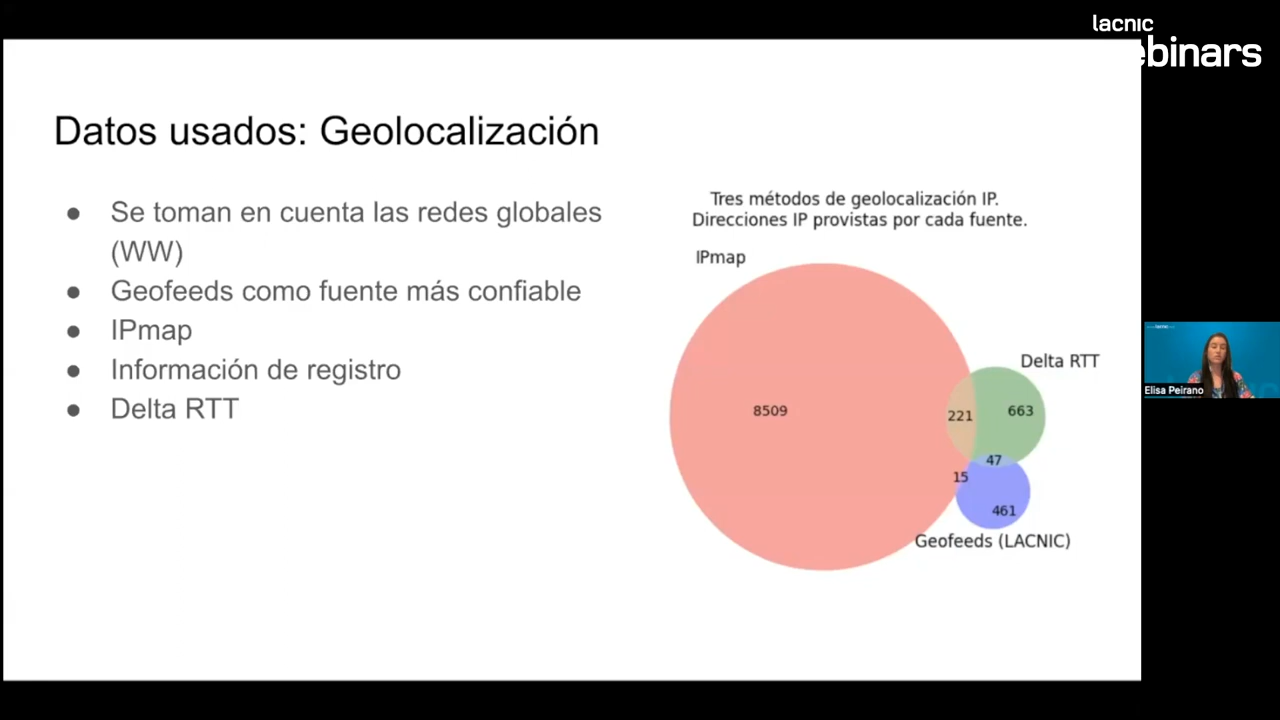 lacnic
ebinars
Datos usados: Geolocalización
● Se toman en cuenta las redes globales
(WW)
● Geofeeds como fuente más confiable
● IPmap
● Información de registro
● Delta RTT
Tres métodos de geolocalización IP.
Direcciones IP provistas por cada fuente.
IPmap
Delta RTT
8509
221
663
47
15
461
Geofeeds (LACNIC)
lacnic
Elisa Peirano